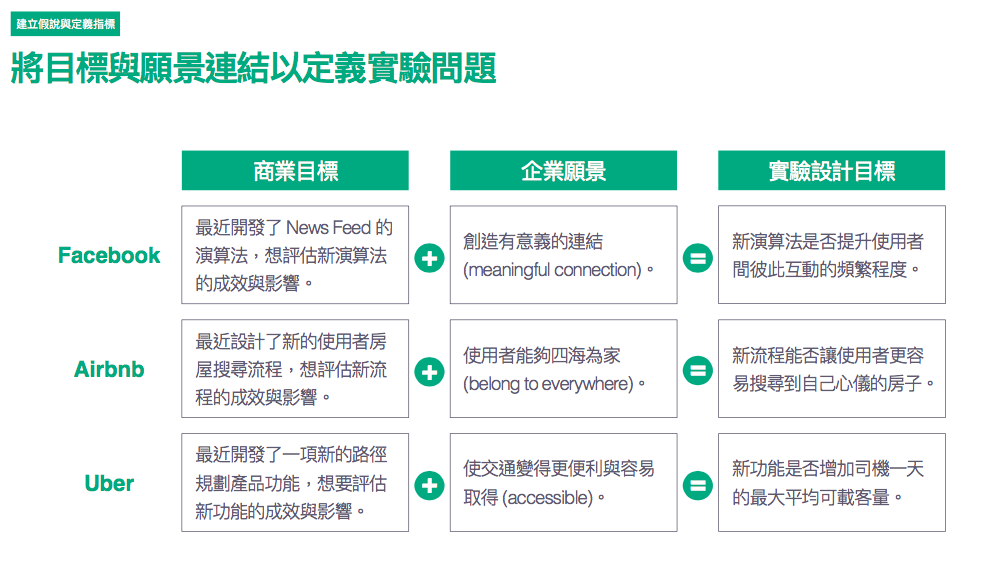 建立假說與定義指標
將目標與願景連結以定義實驗問題
商業目標
企業願景
實驗設計目標
Facebook
最近開發了 News Feed 的
演算法，想評估新演算法
的成效與影響。
創造有意義的連結
(meaningful connection)。
新演算法是否提升使用者
間彼此互動的頻繁程度。
Airbnb
最近設計了新的使用者房
屋搜尋流程，想評估新流
程的成效與影響。
使用者能夠四海為家
(belong to everywhere)。
新流程能否讓使用者更容
易搜尋到自己心儀的房子。
Uber
最近開發了一項新的路徑
規劃產品功能，想要評估
新功能的成效與影響。
使交通變得更便利與容易
取得 (accessible)。
新功能是否增加司機一天
的最大平均可載客量。